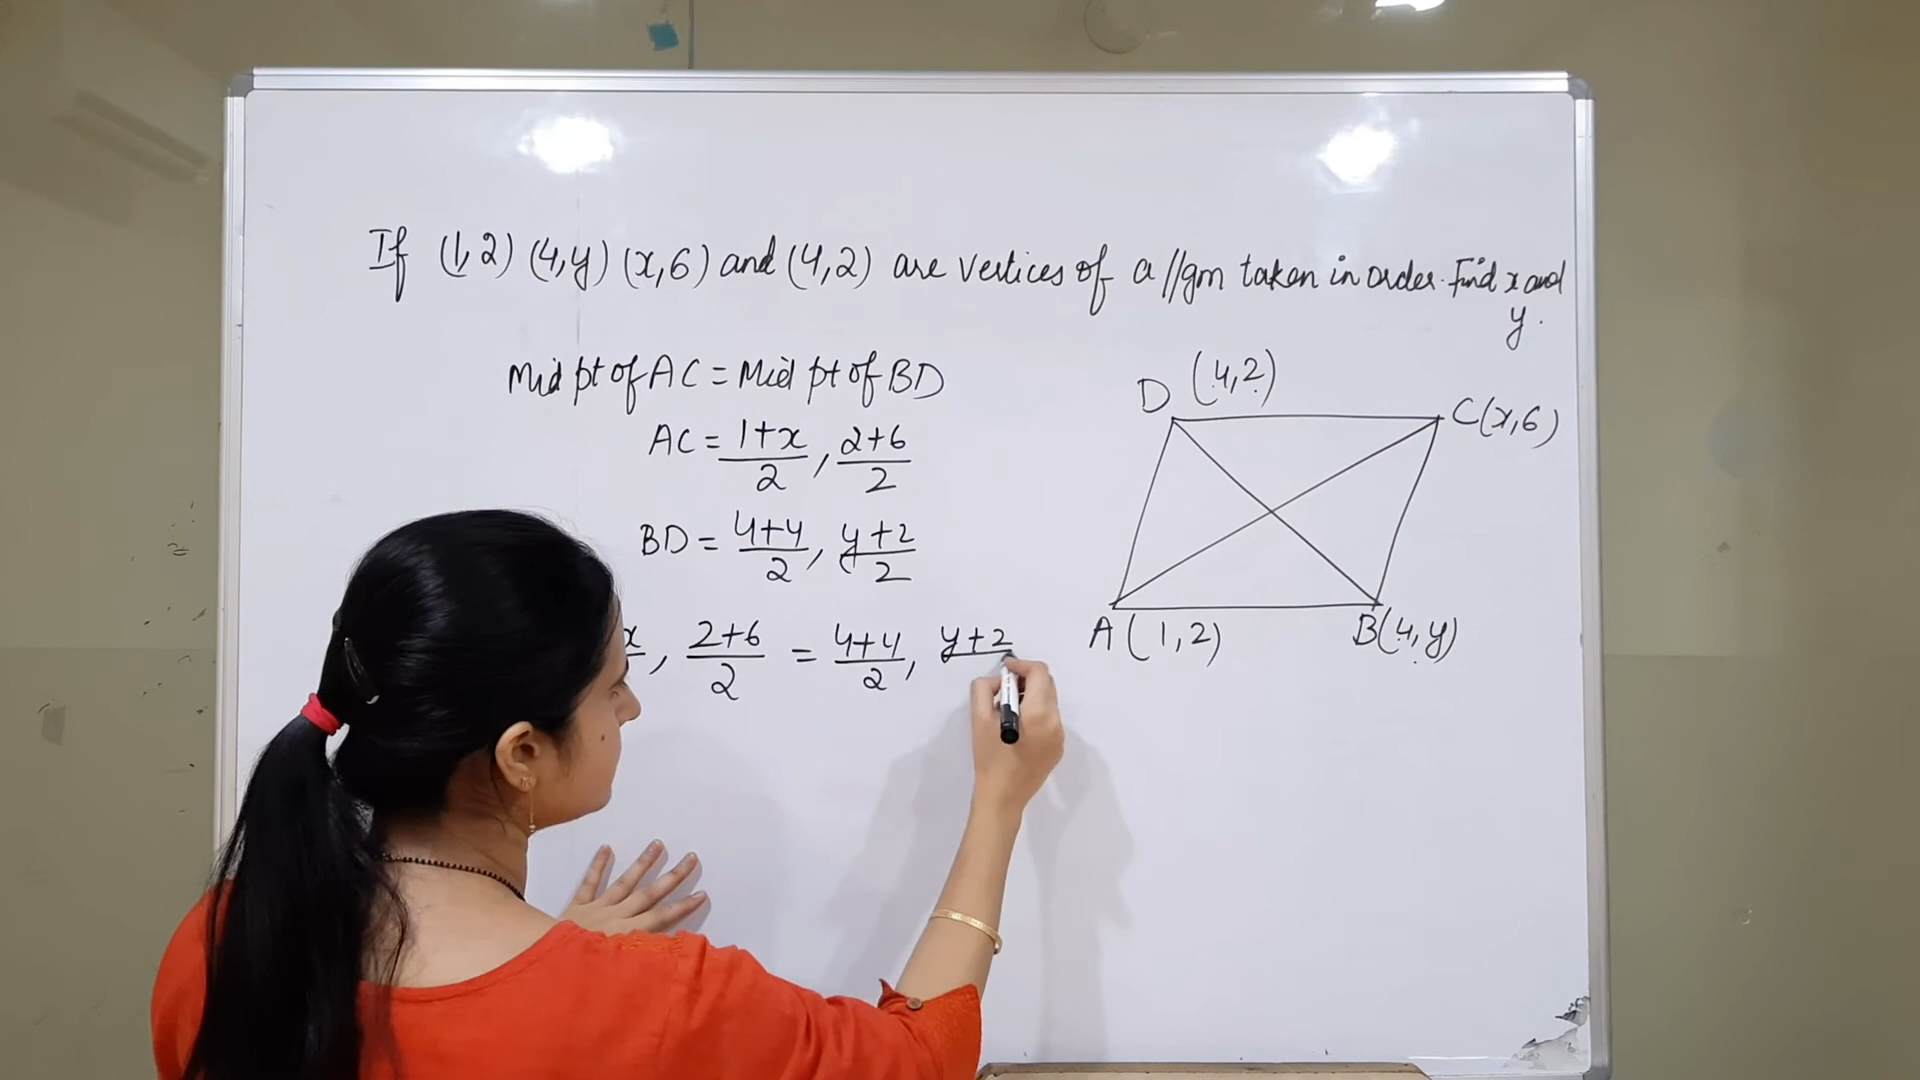 If (1,2) (4,y) (x,6) and (4,2) are vertices of a //gm taken in order. Find x and
y.
Mid pt of AC = Mid pt of BD
AC = 1+x/2, 2+6/2
BD = 4+4/2, y+2/2
x, 2+6/2 = 4+4/2, y+2
D (4,2)
C(x,6)
A (1,2)
B(4,y)